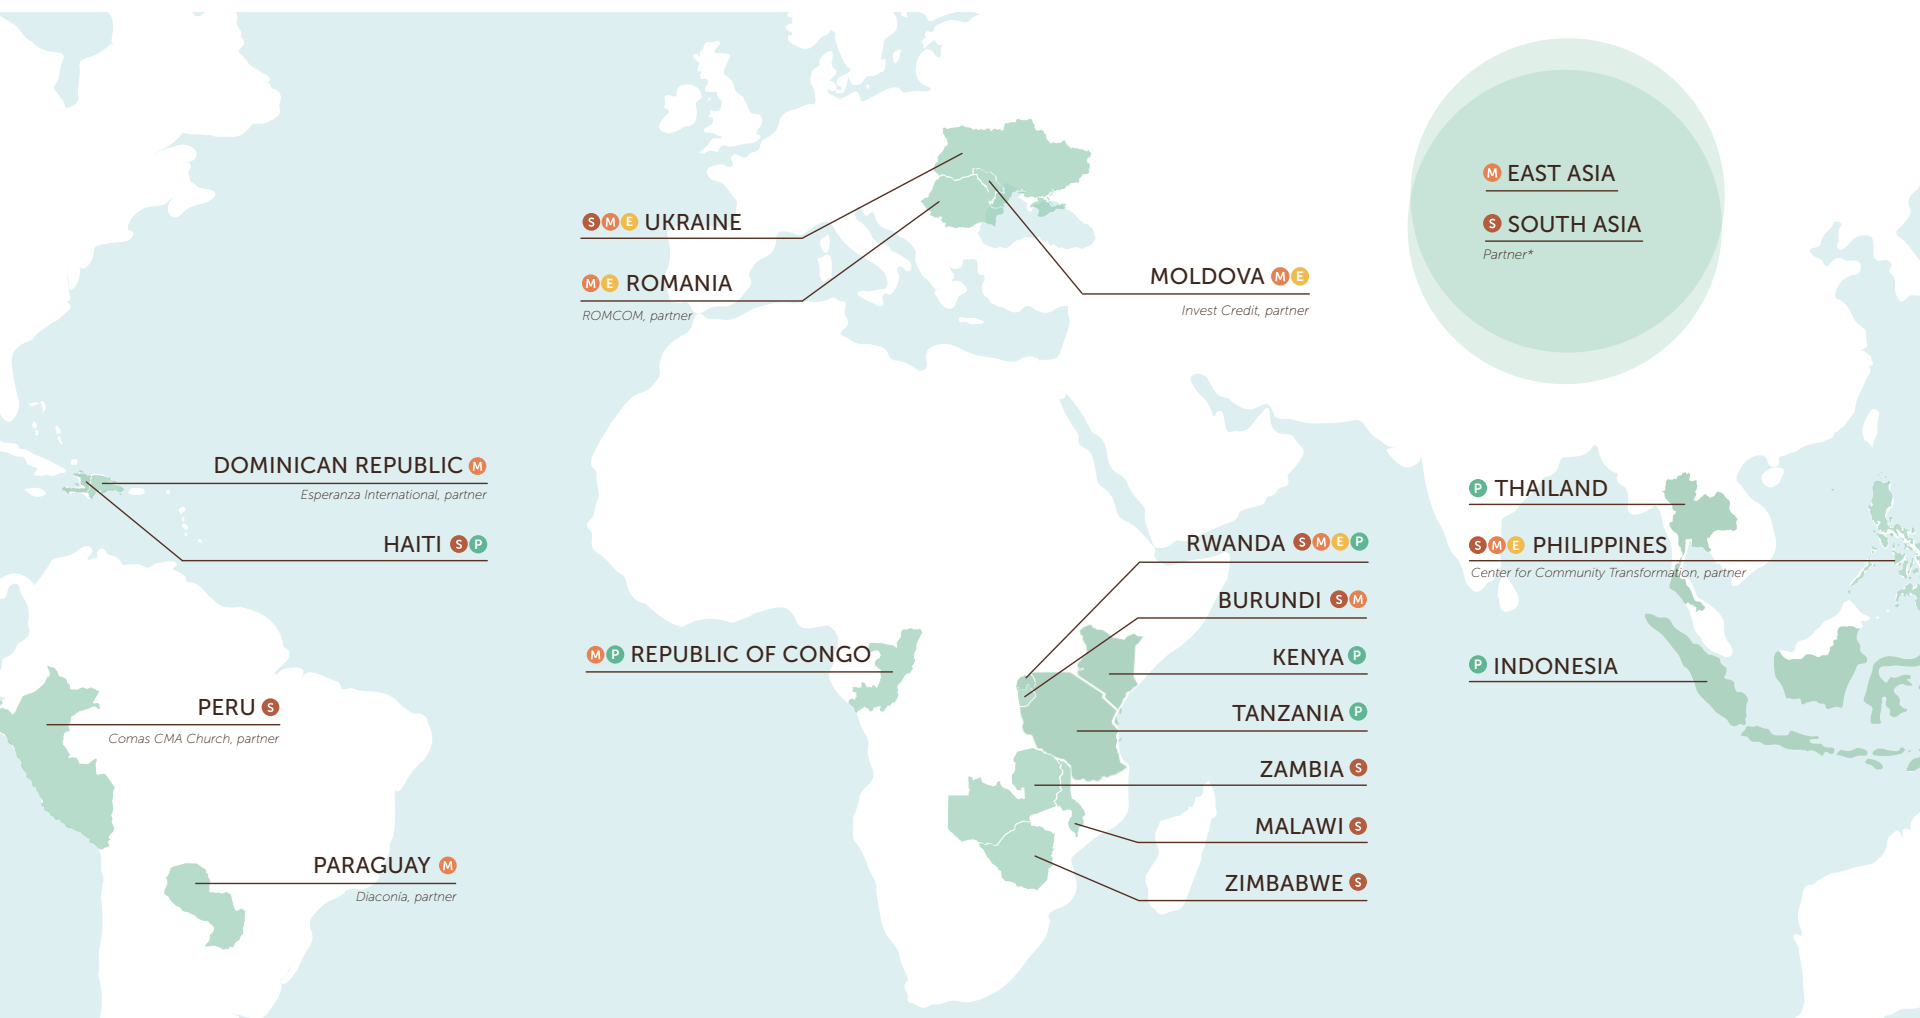 S M E UKRAINE
M E ROMANIA
ROMCOM, partner
MOLDOVA M E
Invest Credit, partner
M EAST ASIA
S SOUTH ASIA
Partner*
DOMINICAN REPUBLIC M
Esperanza International, partner
HAITI S P
PERU S
Comas CMA Church, partner
PARAGUAY M
Diaconía, partner
M P REPUBLIC OF CONGO
RWANDA S M E P
BURUNDI S M
KENYA P
TANZANIA P
ZAMBIA S
MALAWI S
ZIMBABWE S
P THAILAND
S M E PHILIPPINES
Center for Community Transformation, partner
P INDONESIA